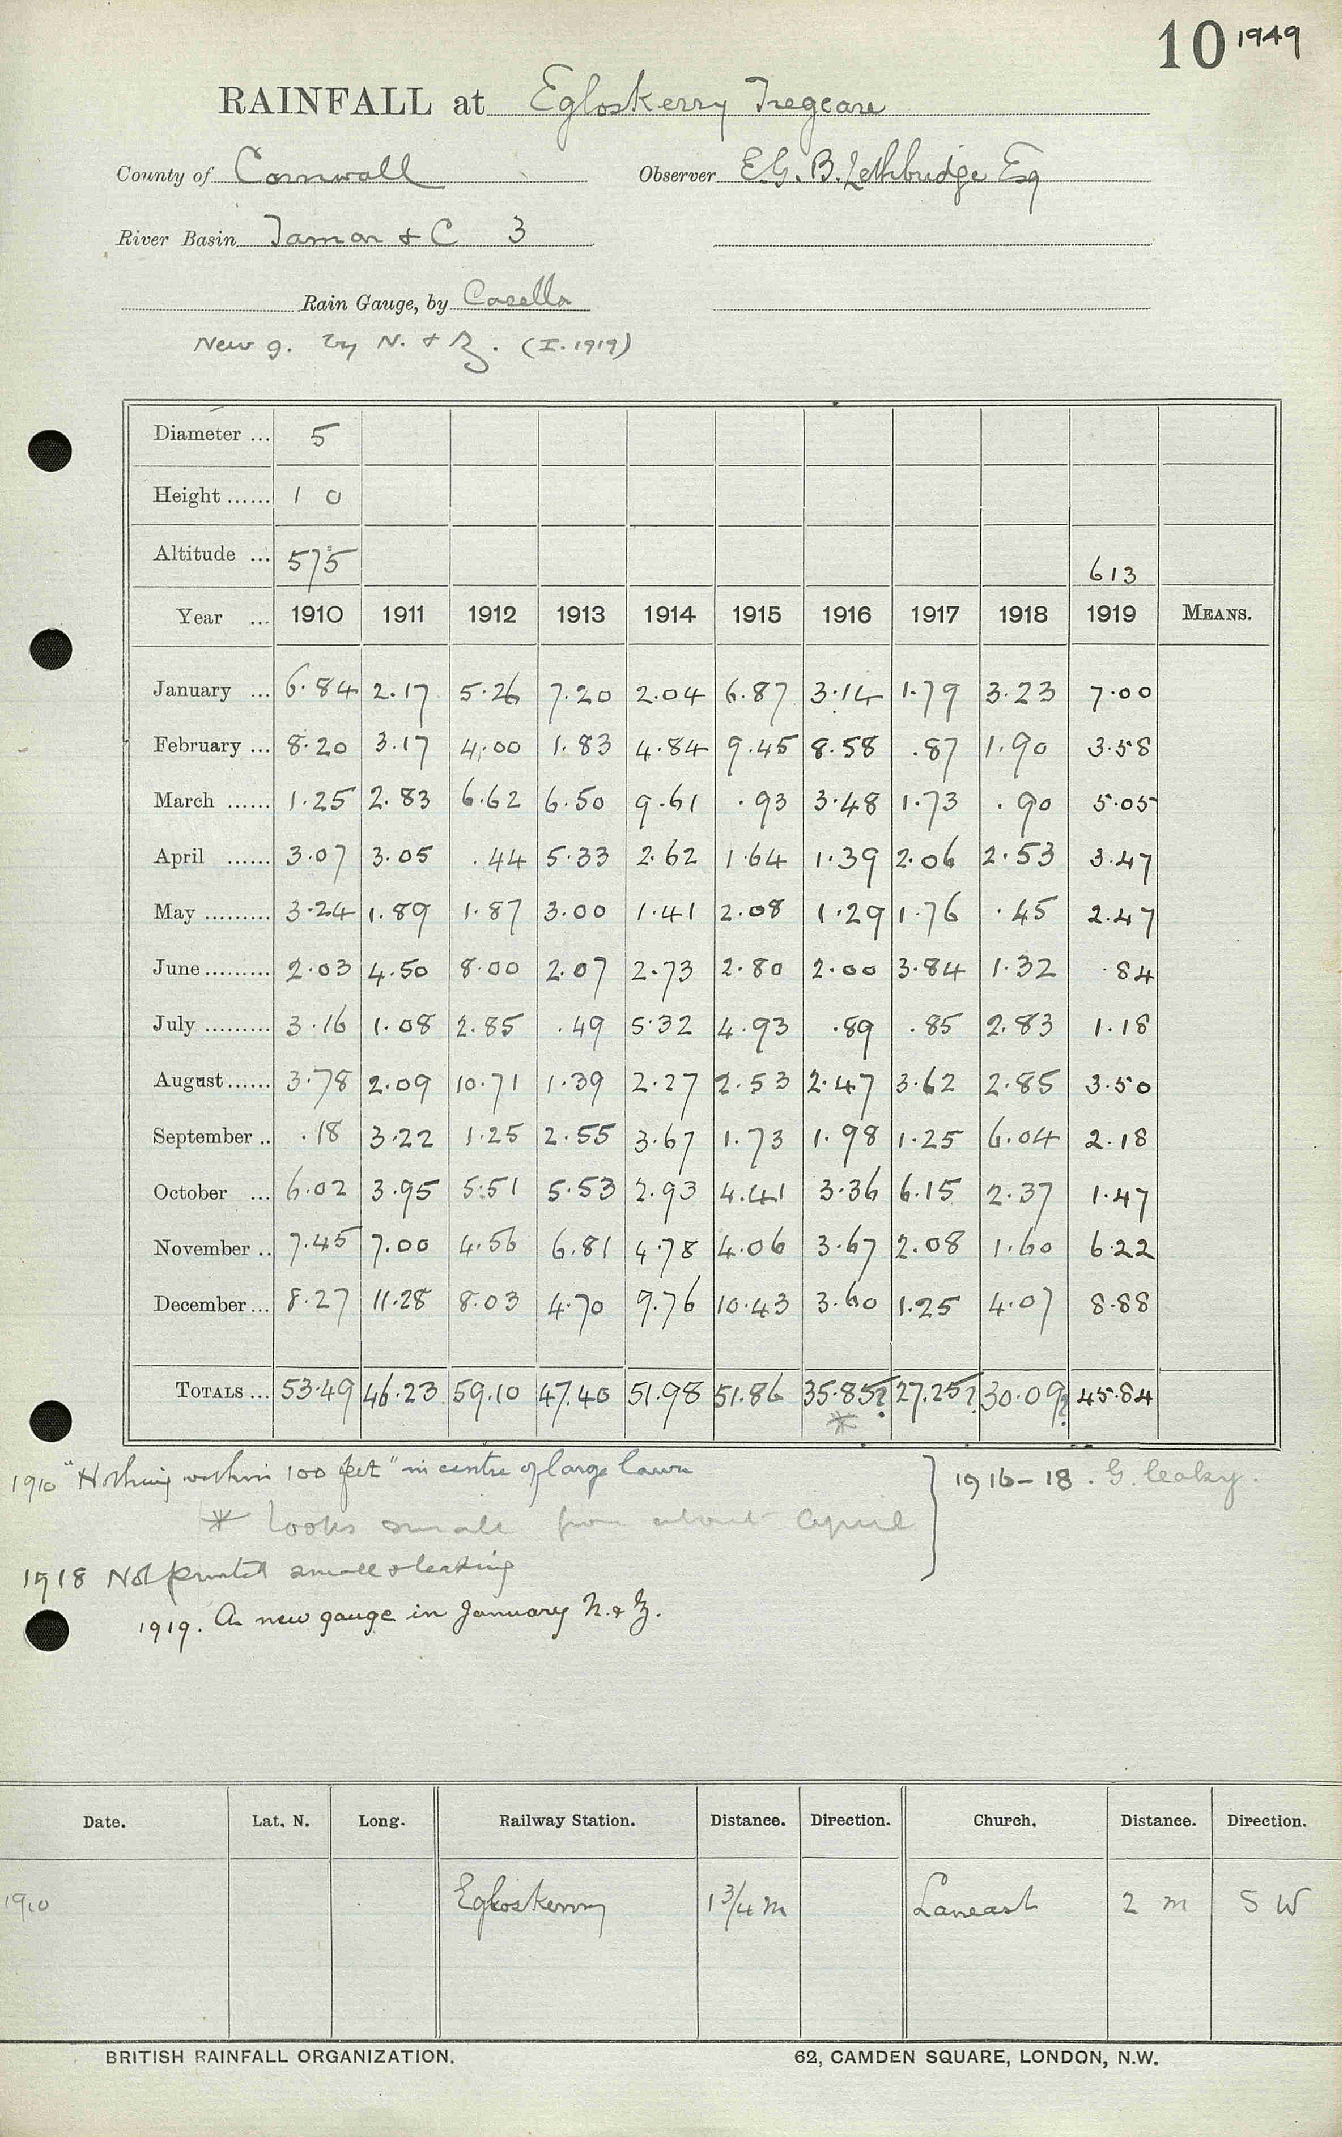 10 1949
RAINFALL at Egloskerry Tregeare
County of Cornwall Observer E.G.B. Lethbridge Esq
River Basin Tamar & C 3
Rain Gauge, by Casella
New g. by N. & Z. (I. 1919)
Diameter ... 5
Height ...... 1 0
Altitude ... 575 613
Year ... 1910 1911 1912 1913 1914 1915 1916 1917 1918 1919 MEANS.
January ... 6.84 2.17 5.26 7.20 2.04 6.87 3.14 1.79 3.23 7.00
February ... 8.20 3.17 4.00 1.83 4.84 9.45 8.58 .87 1.90 3.58
March ...... 1.25 2.83 6.62 6.50 9.61 .93 3.48 1.73 .90 5.05
April ...... 3.07 3.05 .44 5.33 2.62 1.64 1.39 2.06 2.53 3.47
May ......... 3.24 1.89 1.87 3.00 1.41 2.08 1.29 1.76 .45 2.47
June ......... 2.03 4.50 8.00 2.07 2.73 2.80 2.00 3.84 1.32 .84
July ......... 3.16 1.08 2.85 .49 5.32 4.93 .89 .85 2.83 1.18
August ...... 3.78 2.09 10.71 1.39 2.27 2.53 2.47 3.62 2.85 3.50
September .. .18 3.22 1.25 2.55 3.67 1.73 1.98 1.25 6.04 2.18
October ... 6.02 3.95 5.51 5.53 2.93 4.41 3.36 6.15 2.37 1.47
November .. 7.45 7.00 4.56 6.81 4.78 4.06 3.67 2.08 1.60 6.22
December ... 8.27 11.28 8.03 4.70 9.76 10.43 3.60 1.25 4.07 8.88
TOTALS ... 53.49 46.23 59.10 47.40 51.98 51.86 35.85? 27.25? 30.09? 45.84
*
1910 "Nothing within 100 feet" in centre of large lawn
1916-18. G. leaky.
* looks small from about April
1918 Not printed small & leaking
1919. A new gauge in January N. & Z.
Date. Lat. N. Long. Railway Station. Distance. Direction. Church. Distance. Direction.
1910 Egloskerry 1 3/4 m Laneast 2 m S W
BRITISH RAINFALL ORGANIZATION. 62, CAMDEN SQUARE, LONDON, N.W.